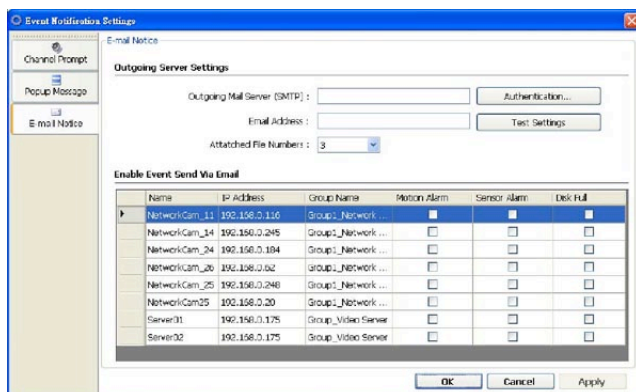 Event Notification Settings
Channel Prompt
Popup Message
E-mail Notice
E-mail Notice
Outgoing Server Settings
Outgoing Mail Server (SMTP) :
Authentication...
Email Address :
Test Settings
Attatched File Numbers : 3
Enable Event Send Via Email
Name IP Address Group Name Motion Alarm Sensor Alarm Disk Full
NetworkCam_11 192.168.0.116 Group1_Network ...
NetworkCam_14 192.168.0.245 Group1_Network ...
NetworkCam_24 192.168.0.184 Group1_Network ...
NetworkCam_26 192.168.0.62 Group1_Network ...
NetworkCam_25 192.168.0.248 Group1_Network ...
NetworkCam25 192.168.0.20 Group1_Network ...
Server01 192.168.0.175 Group_Video Server
Server02 192.168.0.175 Group_Video Server
OK Cancel Apply